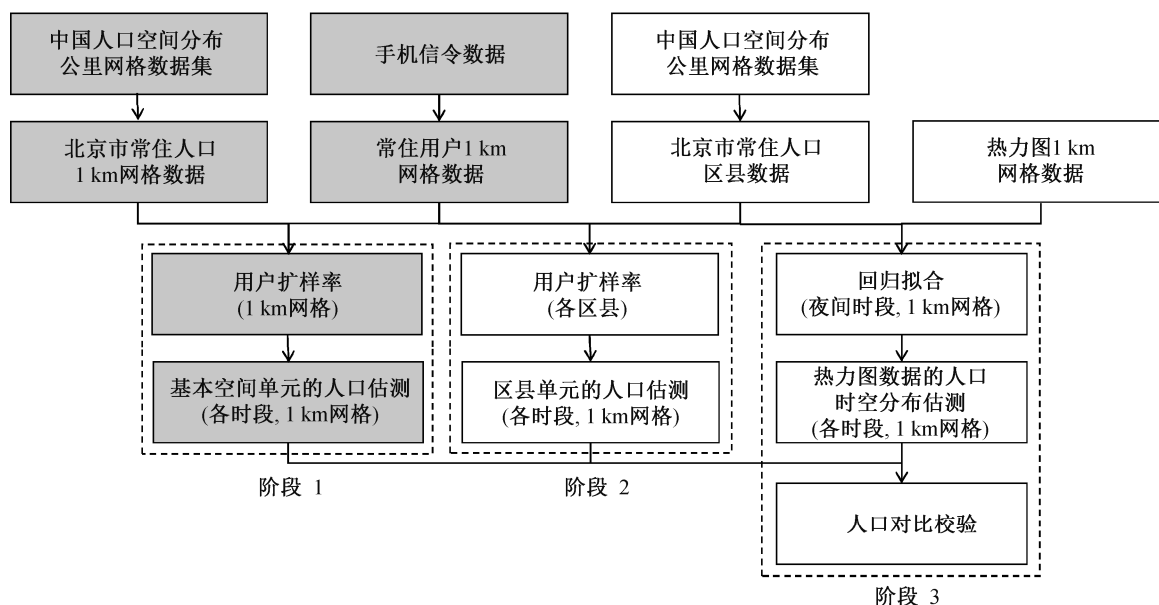 中国人口空间分布
公里网格数据集
手机信令数据
中国人口空间分布
公里网格数据集
北京市常住人口
1 km网格数据
常住用户1 km
网格数据
北京市常住人口
区县数据
热力图1 km
网格数据
用户扩样率
(1 km网格)
用户扩样率
(各区县)
回归拟合
(夜间时段, 1 km网格)
基本空间单元的人口估测
(各时段, 1 km网格)
区县单元的人口估测
(各时段, 1 km网格)
热力图数据的人口
时空分布估测
(各时段, 1 km网格)
阶段 1
阶段 2
人口对比校验
阶段 3